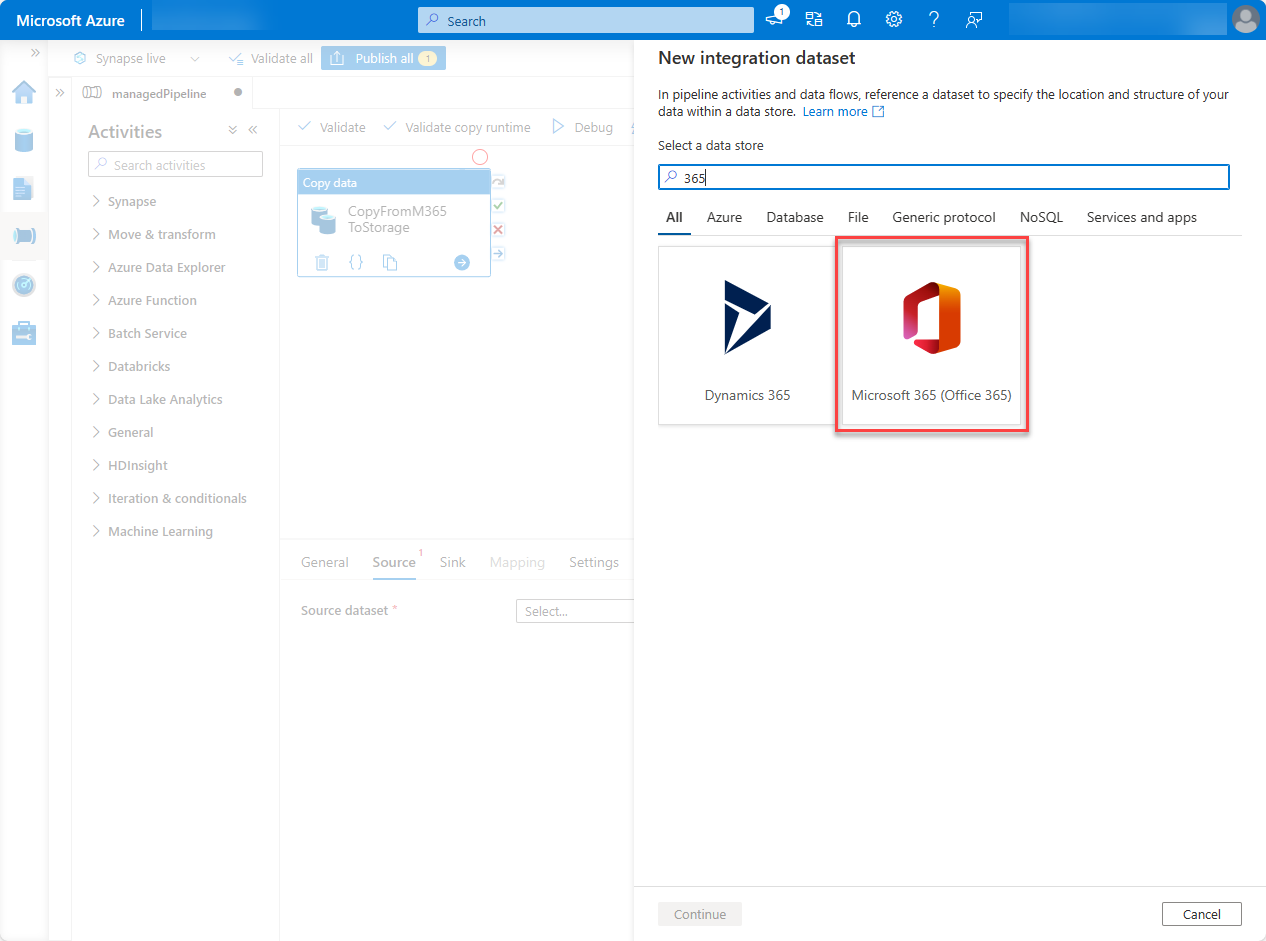 Microsoft Azure
Search
1
Synapse live
Validate all
Publish all 1
managedPipeline
Activities
Search activities
Synapse
Move & transform
Azure Data Explorer
Azure Function
Batch Service
Databricks
Data Lake Analytics
General
HDInsight
Iteration & conditionals
Machine Learning
Validate
Validate copy runtime
Debug
Copy data
CopyFromM365
ToStorage
General
Source 1
Sink
Mapping
Settings
Source dataset *
Select...
New integration dataset
In pipeline activities and data flows, reference a dataset to specify the location and structure of your
data within a data store. Learn more
Select a data store
365
All
Azure
Database
File
Generic protocol
NoSQL
Services and apps
Dynamics 365
Microsoft 365 (Office 365)
Continue
Cancel